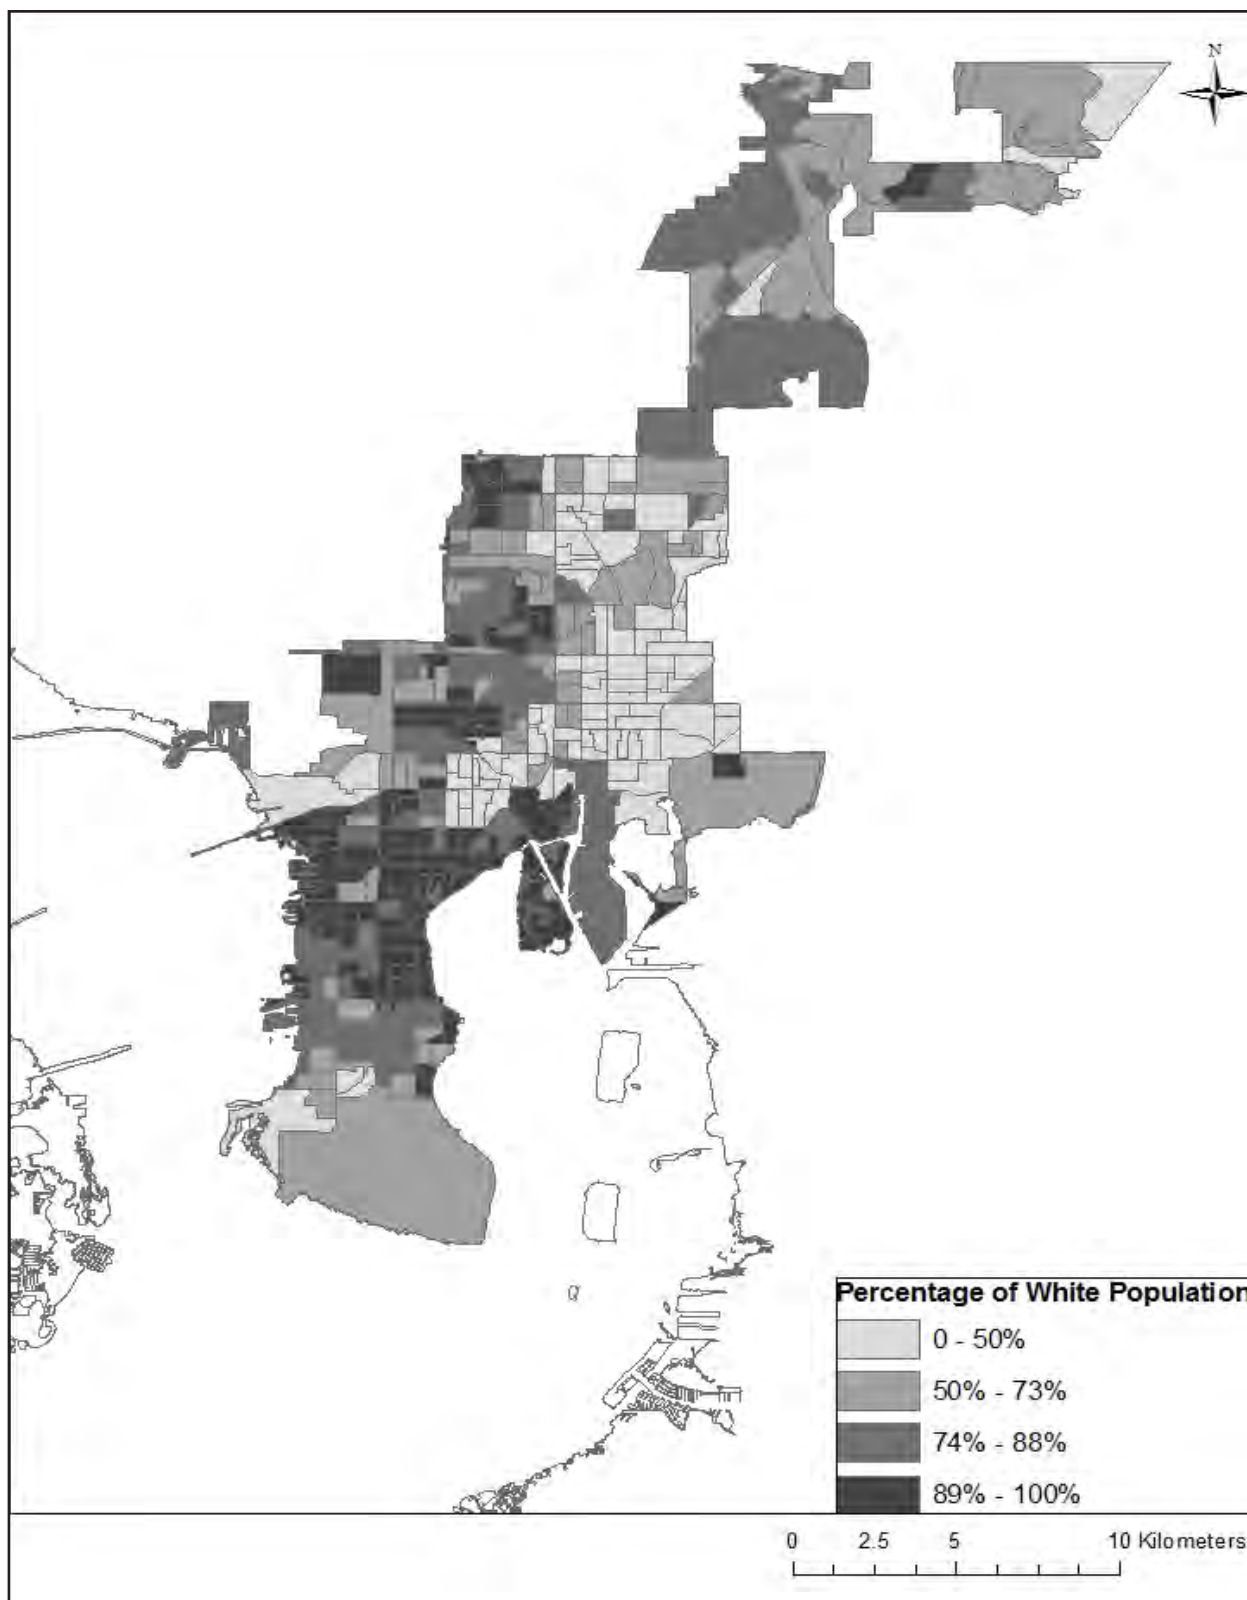 N
Percentage of White Population
0 - 50%
50% - 73%
74% - 88%
89% - 100%
0 2.5 5 10 Kilometers